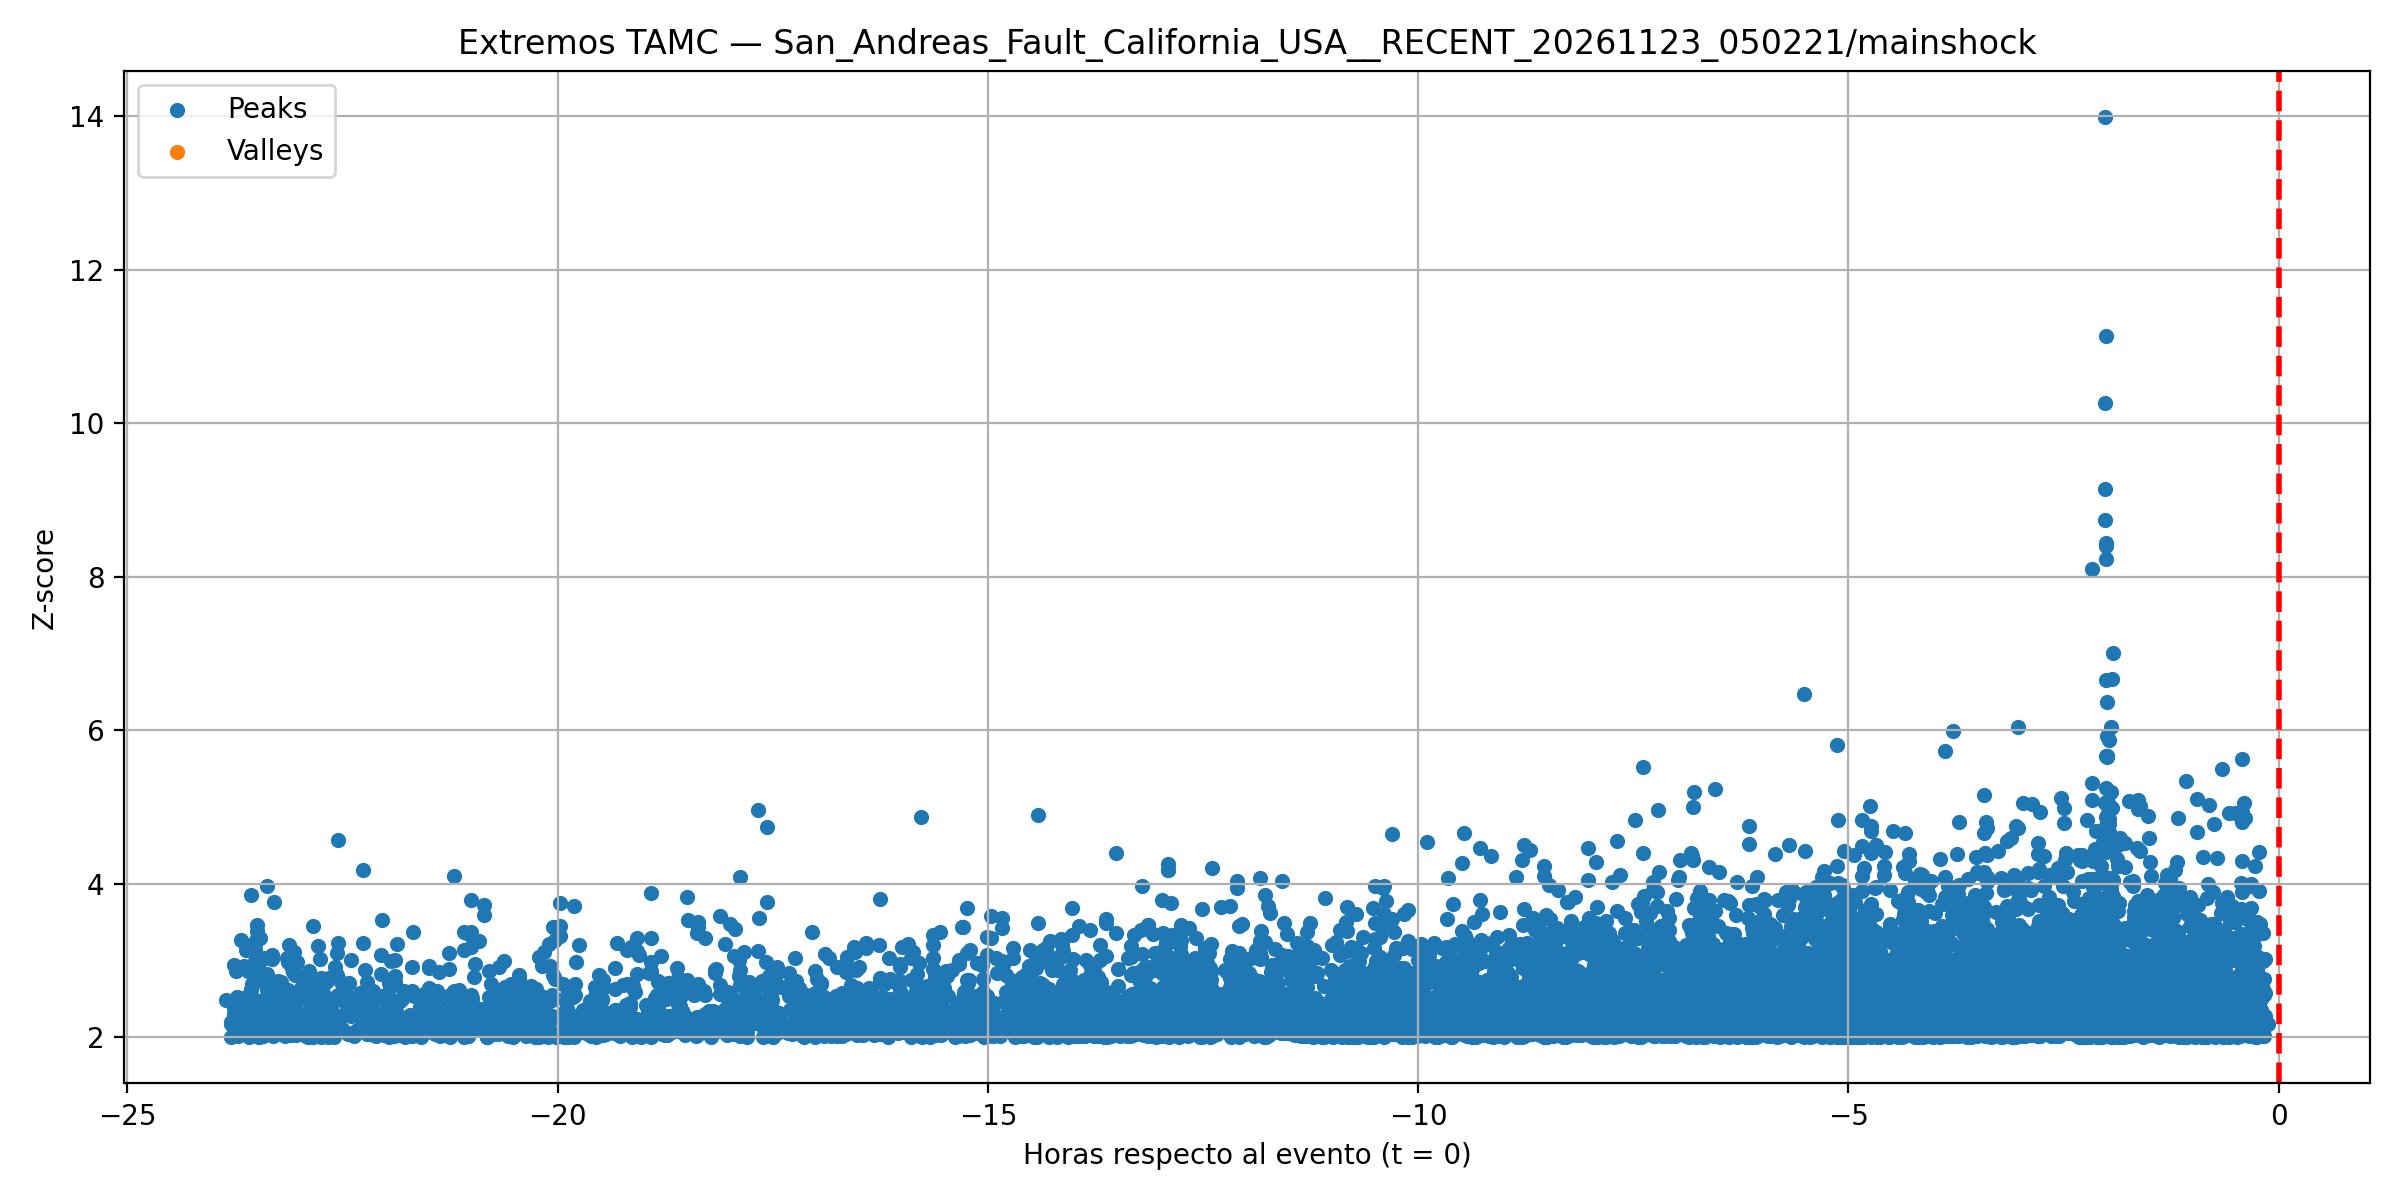 Extremos TAMC — San_Andreas_Fault_California_USA__RECENT_20261123_050221/mainshock
Peaks
Valleys
14
12
10
8
6
4
2
Z-score
−25
−20
−15
−10
−5
0
Horas respecto al evento (t = 0)